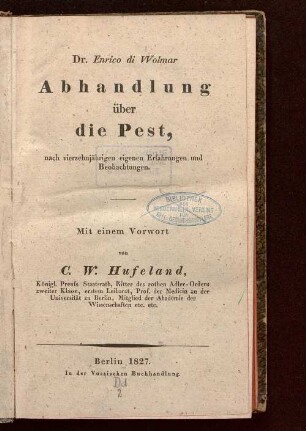 Dr. Enrico di Wolmar
Abhandlung
über
die Pest,
nach vierzehnjährigen eigenen Erfahrungen und
Beobachtungen.
BIBLIOTHEK
Mit einem Vorwort
von
C. W. Hufeland,
Königl. Preuss. Staatsrath, Ritter des rothen Adler-Ordens
zweiter Klasse, erstem Leibarzt, Prof. der Medicin an der
Universität zu Berlin, Mitglied der Akademie der
Wissenschaften etc. etc.
Berlin 1827.
In der Vossischen Buchhandlung.